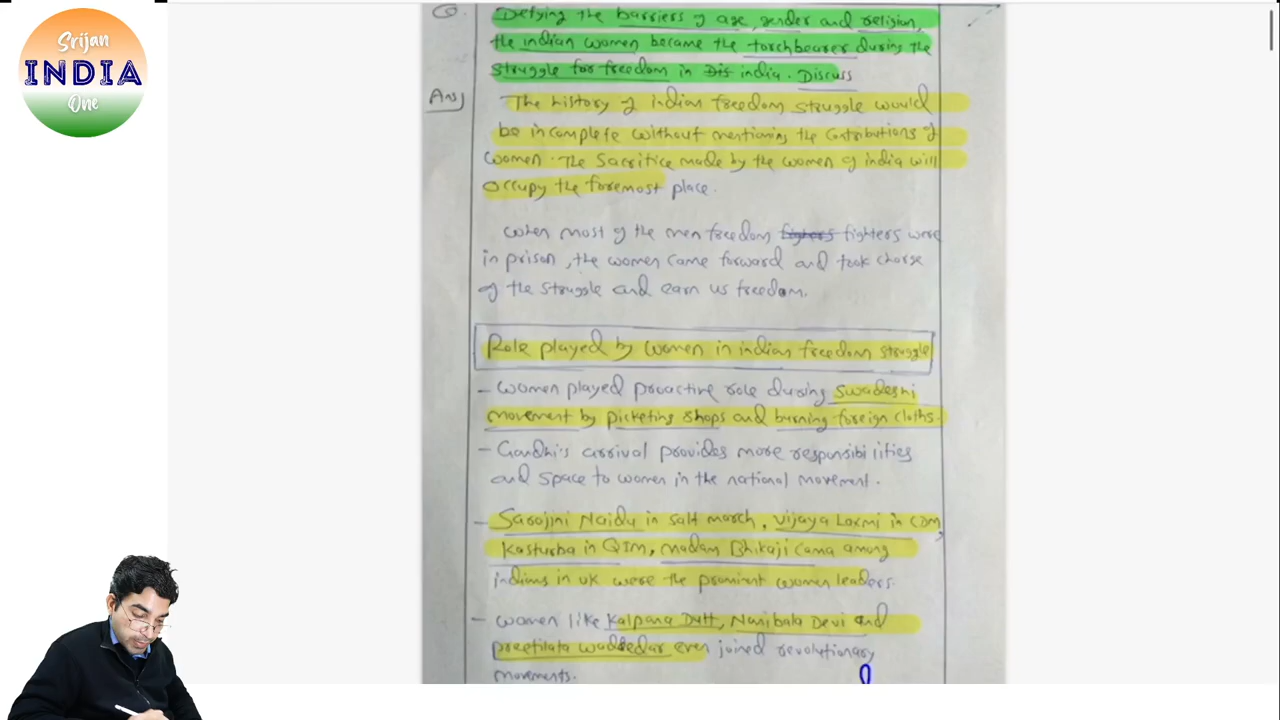 Srijan
INDIA
One
Q. Defying the barriers of age, gender and religion,
the indian women became the torchbearer during the
struggle for freedom in Dis india. Discuss
Ans)
The history of indian freedom struggle would
be incomplete without mentioning the contributions of
women. The Sacrifice made by the women of india will
occupy the foremost place.
When most of the men freedom fighers fighters were
in prison, the women came forward and took charge
of the struggle and earn us freedom.
Role played by women in indian freedom struggle
- Women played proactive role during Swadeshi
movement by picketing shops and burning foreign cloths.
- Gandhi's arrival provides more responsibilities
and space to women in the national movement.
- Sarojini Naidu in salt march, Vijaya Laxmi in CDM,
Kasturba in QIM, madam Bhikaji cama among
indians in UK were the prominent women leaders.
- Women like Kalpana Dutt, Nanibala Devi and
preetilata waddedar even joined revolutionary
movements.